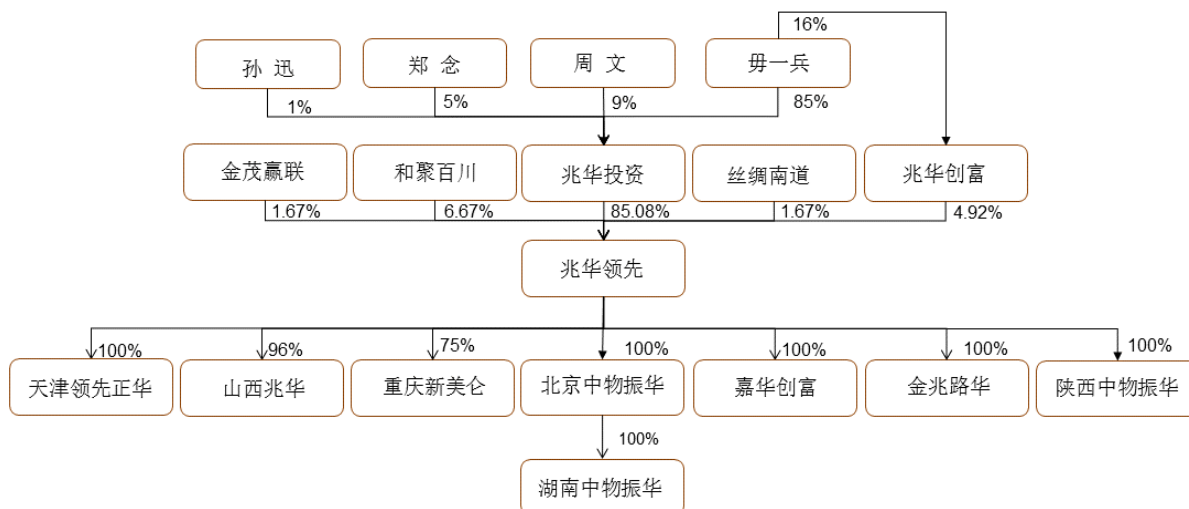 16%
孙 迅
郑 念
周 文
毋一兵
1%
5%
9%
85%
金茂赢联
和聚百川
兆华投资
丝绸南道
兆华创富
1.67%
6.67%
85.08%
1.67%
4.92%
兆华领先
100%
96%
75%
100%
100%
100%
100%
天津领先正华
山西兆华
重庆新美仑
北京中物振华
嘉华创富
金兆路华
陕西中物振华
100%
湖南中物振华